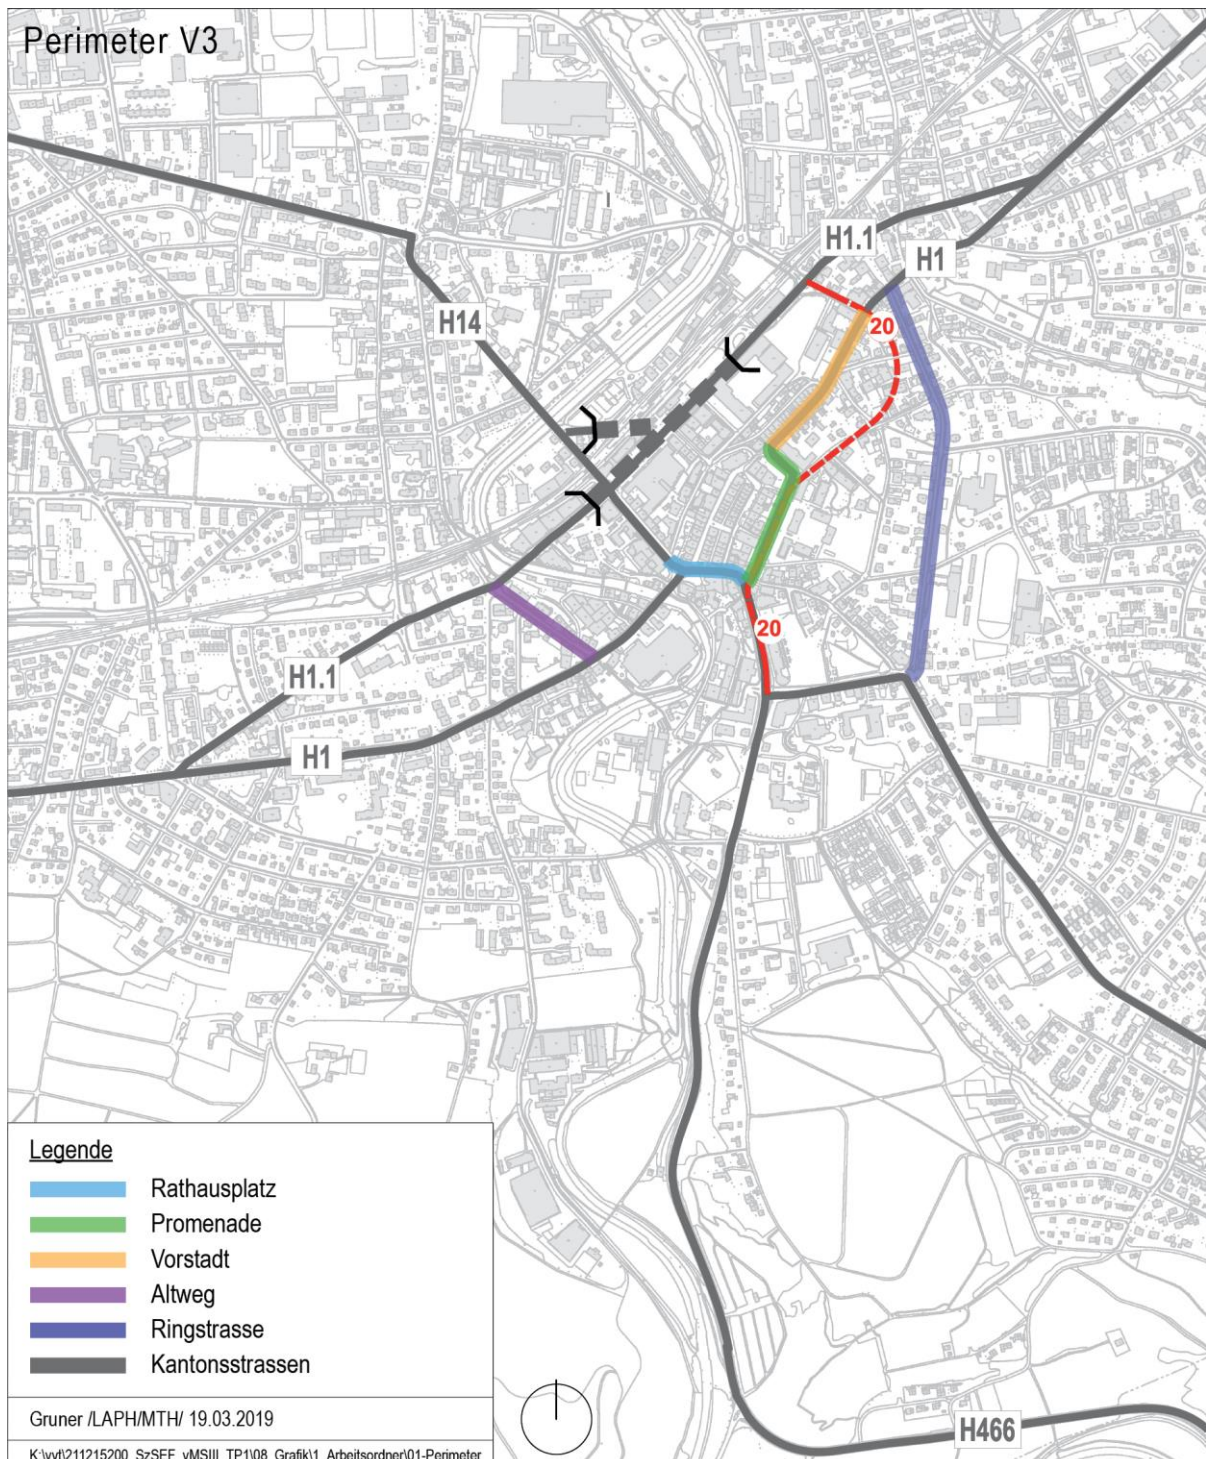 Perimeter V3
H1.1
H1
20
H14
20
H1.1
H1
Legende
Rathausplatz
Promenade
Vorstadt
Altweg
Ringstrasse
Kantonsstrassen
Gruner /LAPH/MTH/ 19.03.2019
H466